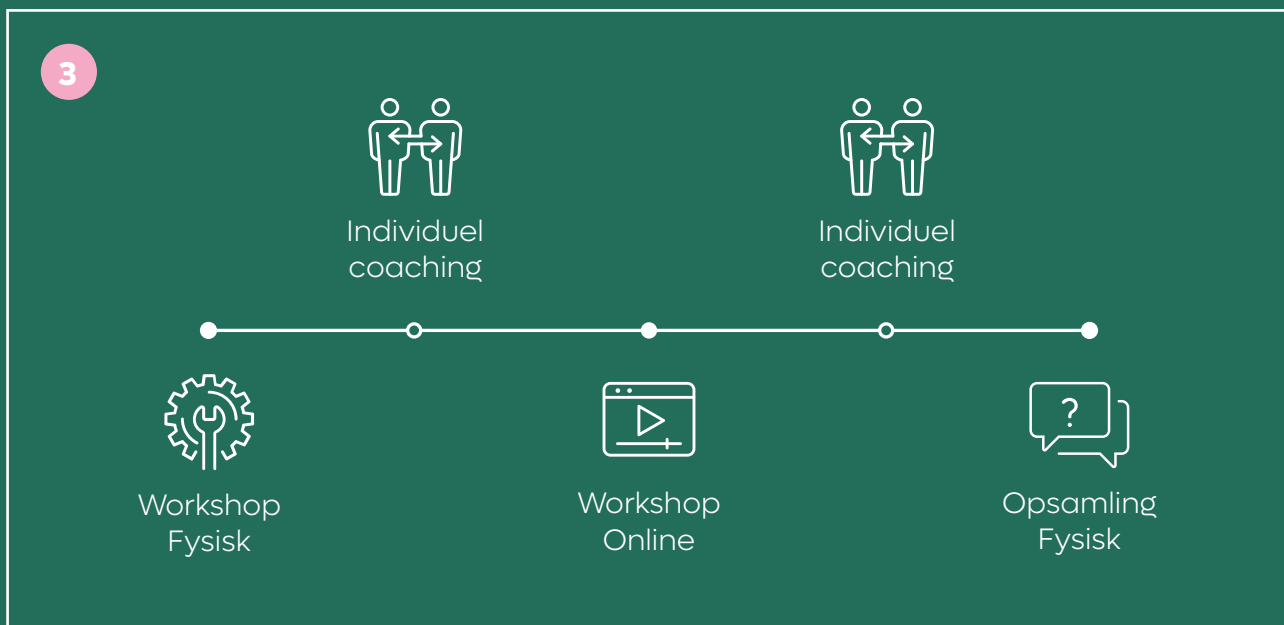 3
Individuel
coaching
Individuel
coaching
?
Workshop
Fysisk
Workshop
Online
Opsamling
Fysisk